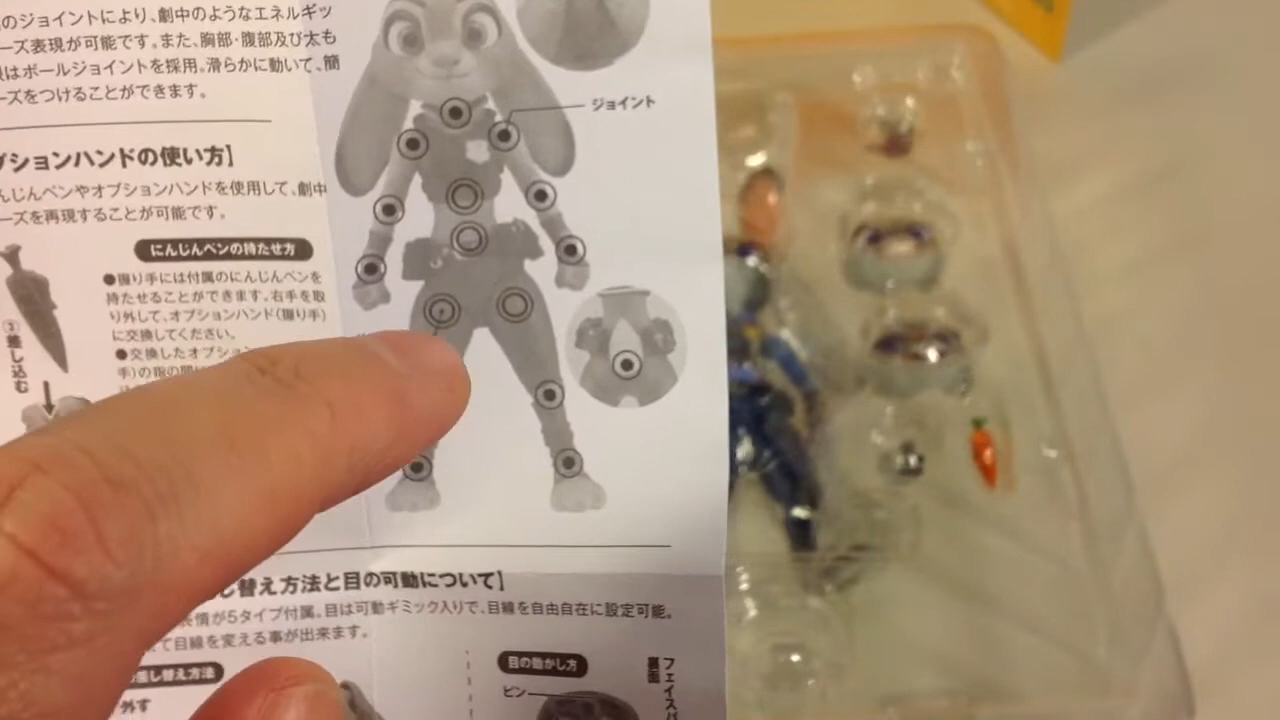 のジョイントにより、劇中のようなエネルギッ
ーズ表現が可能です。また、胸部・腹部及び太も
はボールジョイントを採用。滑らかに動いて、簡
ーズをつけることができます。
ジョイント
プションハンドの使い方】
んじんペンやオプションハンドを使用して、劇中
ーズを再現することが可能です。
にんじんペンの持たせ方
●握り手には付属のにんじんペンを
持たせることができます。右手を取
り外して、オプションハンド(握り手)
に交換してください。
●交換したオプション
手)の指の間に
③差し込む
替え方法と目の可動について】
表情が5タイプ付属。目は可動ギミック入りで、目線を自由自在に設定可能。
て目線を変える事が出来ます。
差し替え方法
外す
目の動かし方
ピン
フェイスパ
裏面